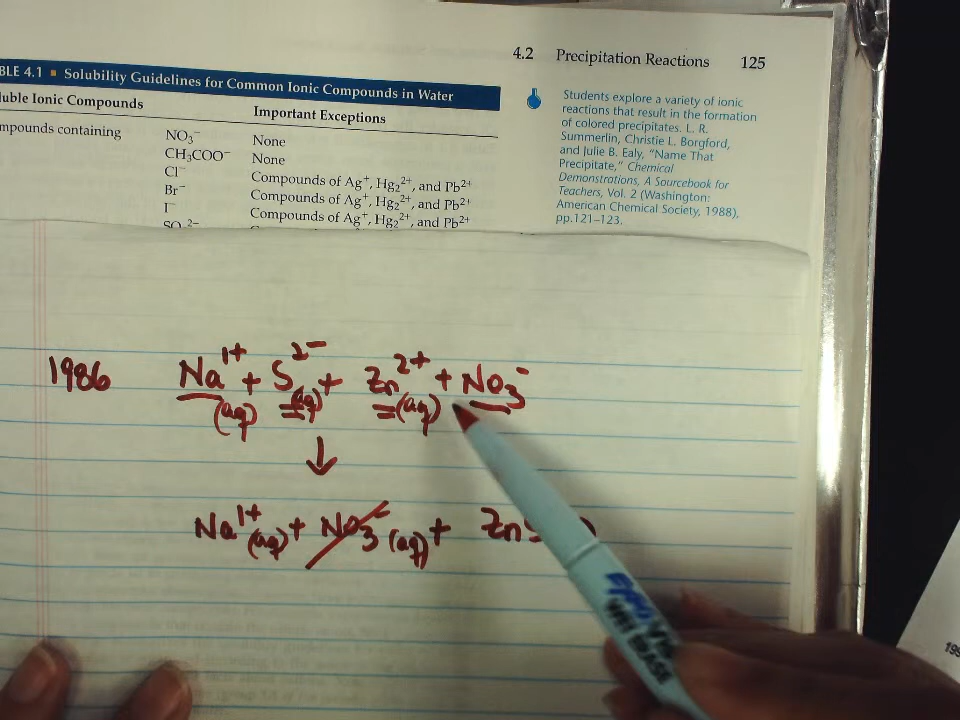 4.2 Precipitation Reactions 125
BLE 4.1 ▪ Solubility Guidelines for Common Ionic Compounds in Water
luble Ionic Compounds
Important Exceptions
mpounds containing
NO₃⁻ None
CH₃COO⁻ None
Cl⁻ Compounds of Ag⁺, Hg₂²⁺, and Pb²⁺
Br⁻ Compounds of Ag⁺, Hg₂²⁺, and Pb²⁺
I⁻ Compounds of Ag⁺, Hg₂²⁺, and Pb²⁺
SO ²⁻
Students explore a variety of ionic
reactions that result in the formation
of colored precipitates. L. R.
Summerlin, Christie L. Borgford,
and Julie B. Ealy, "Name That
Precipitate," Chemical
Demonstrations, A Sourcebook for
Teachers, Vol. 2 (Washington:
American Chemical Society, 1988),
pp.121–123.
1986 Na¹⁺ + S²⁻ + Zn²⁺ + NO₃⁻
(aq) (aq) (aq)
↓
Na¹⁺(aq) + NO₃⁻(aq) + Zn
EXPO
199